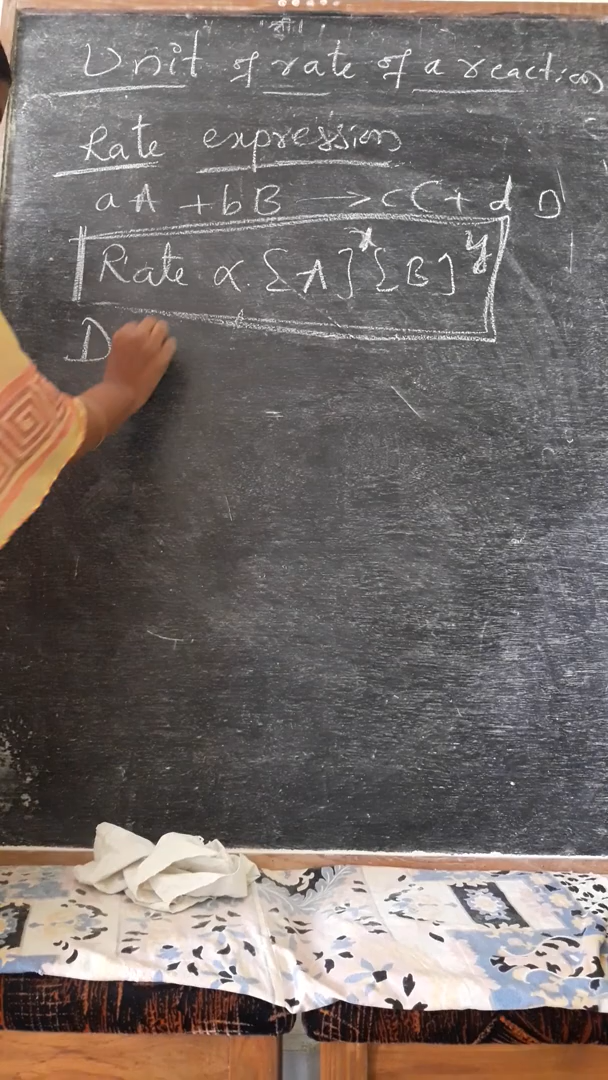 श्री
Unit of rate of a reaction
Rate expression
aA + bB → cC + dD
Rate ∝ [A]^x [B]^y
D